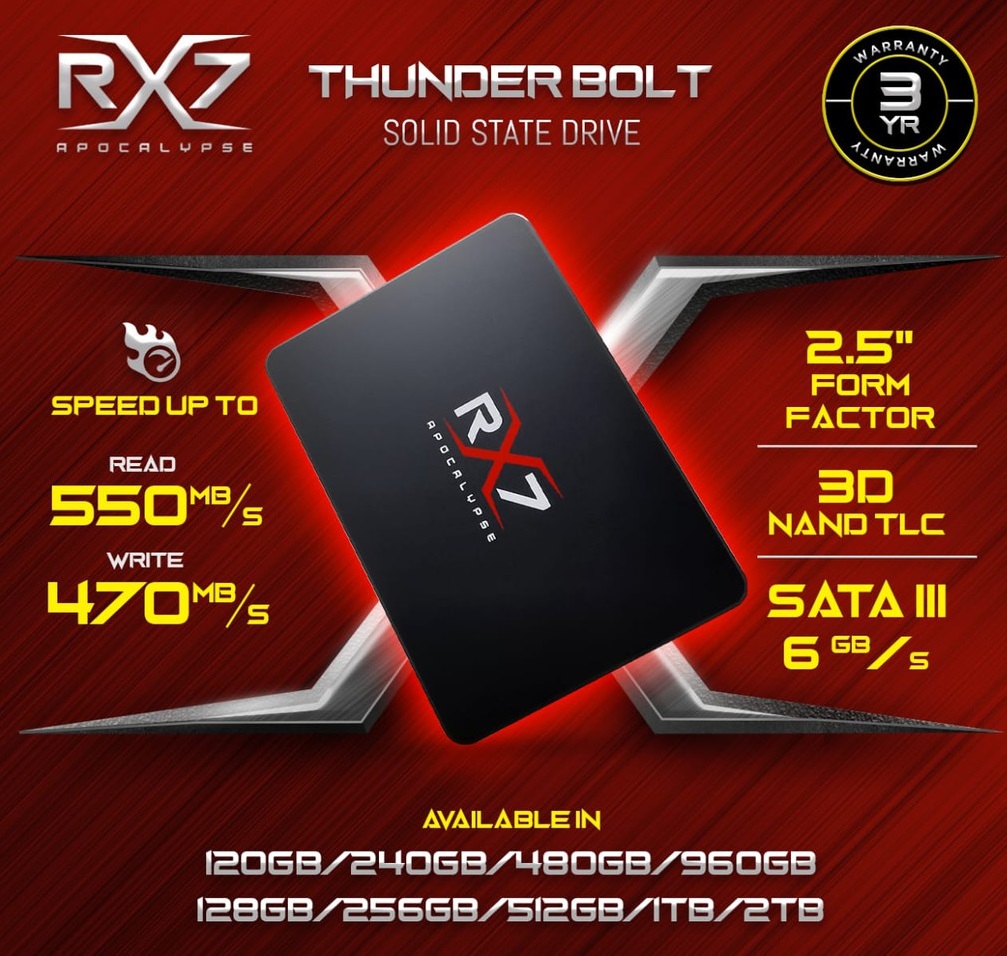 RX7
APOCALYPSE
THUNDER BOLT
SOLID STATE DRIVE
WARRANTY
3
YR
WARRANTY
SPEED UP TO
READ
550MB/S
WRITE
470MB/S
RX7
APOCALYPSE
2.5"
FORM
FACTOR
3D
NAND TLC
SATA III
6 GB/S
AVAILABLE IN
120GB/240GB/480GB/960GB
128GB/256GB/512GB/1TB/2TB